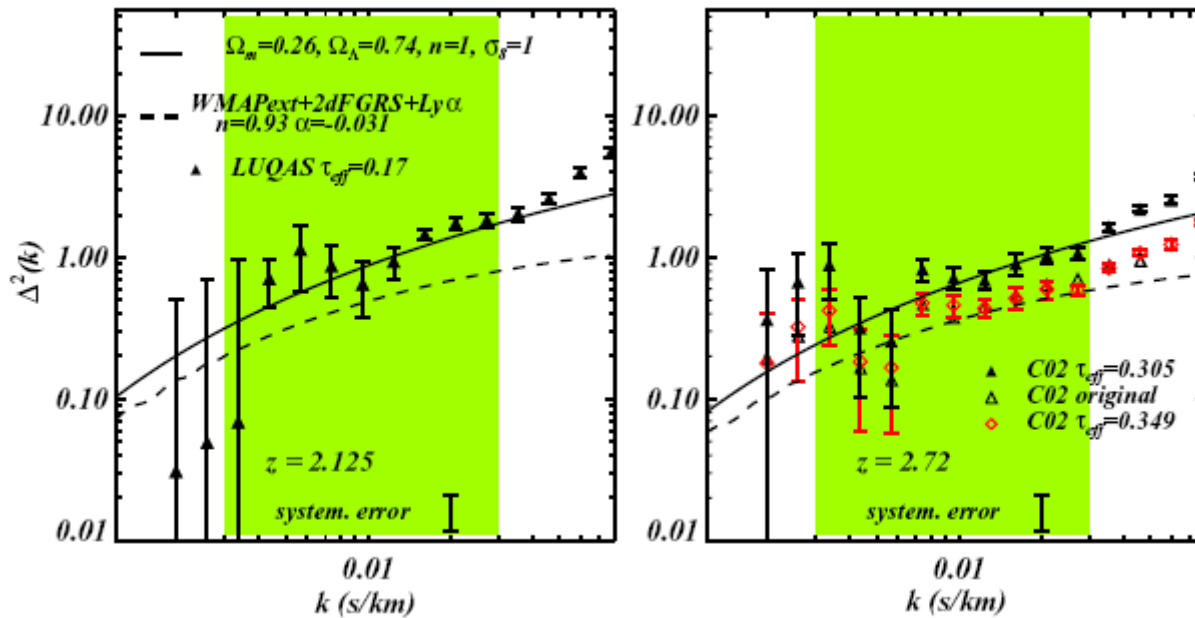 Ωm=0.26, ΩΛ=0.74, n=1, σ8=1
WMAPext+2dFGRS+Lyα
n=0.93 α=-0.031
LUQAS τeff=0.17
10.00
1.00
0.10
0.01
Δ²(k)
z = 2.125
system. error
0.01
k (s/km)
10.00
1.00
0.10
0.01
C02 τeff=0.305
C02 original
C02 τeff=0.349
z = 2.72
system. error
0.01
k (s/km)